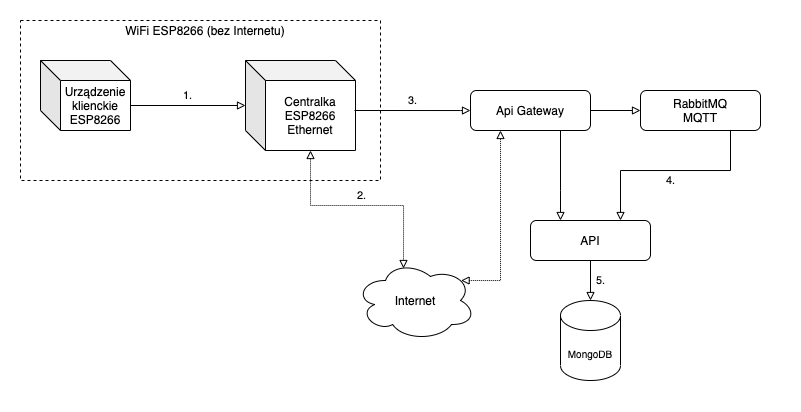 WiFi ESP8266 (bez Internetu)
Urządzenie
klienckie
ESP8266
1.
Centralka
ESP8266
Ethernet
3.
Api Gateway
RabbitMQ
MQTT
2.
4.
API
Internet
5.
MongoDB